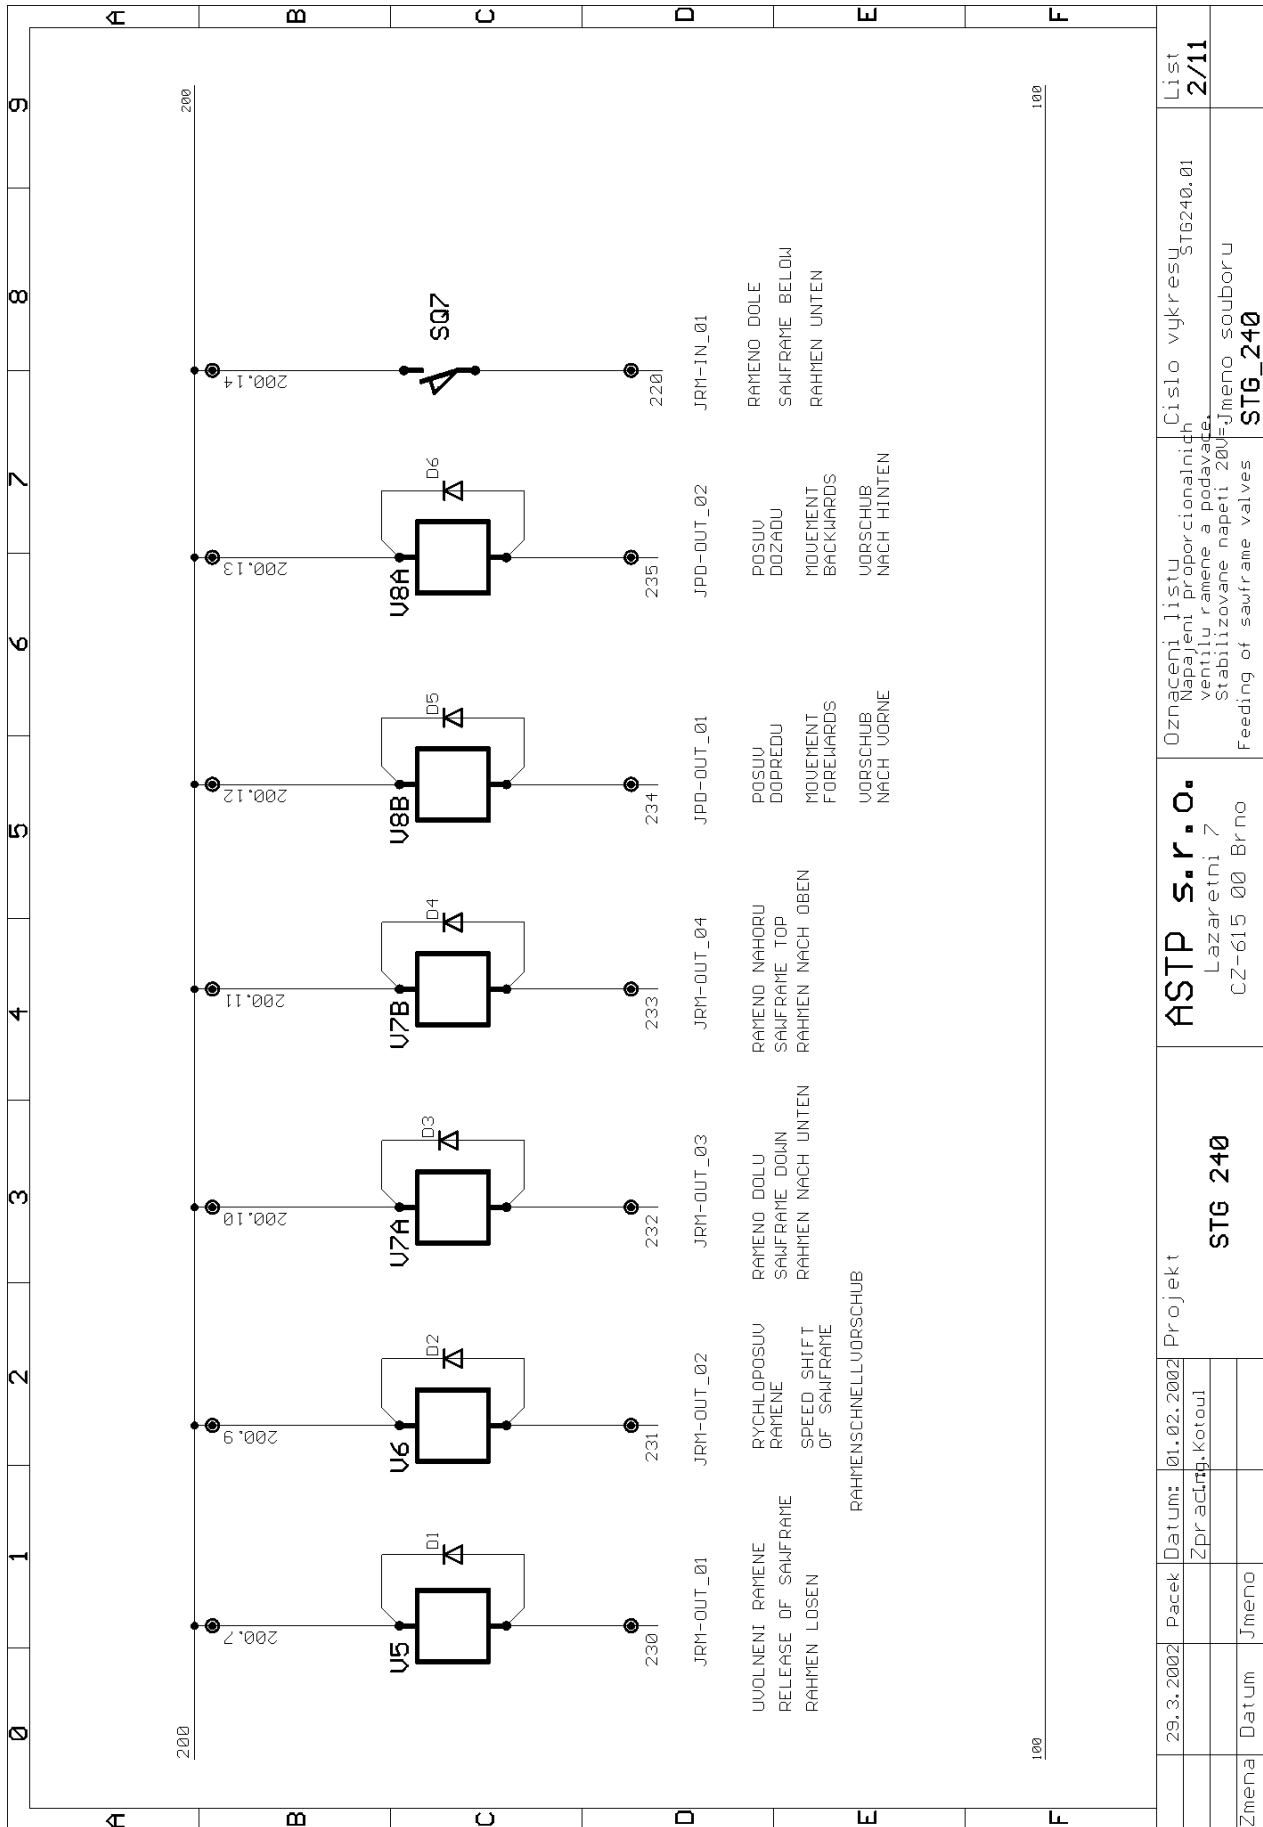 0 1 2 3 4 5 6 7 8 9
A
B
C
D
E
F
A
B
C
D
E
F
200
200
200.7
V5
D1
230
JRM-OUT_01
UVOLNENI RAMENE
RELEASE OF SAWFRAME
RAHMEN LOSEN
200.9
V6
D2
231
JRM-OUT_02
RYCHLOPOSUV
RAMENE
SPEED SHIFT
OF SAWFRAME
RAHMENSCHNELLVORSCHUB
200.10
V7A
D3
232
JRM-OUT_03
RAMENO DOLU
SAWFRAME DOWN
RAHMEN NACH UNTEN
200.11
V7B
D4
233
JRM-OUT_04
RAMENO NAHORU
SAWFRAME TOP
RAHMEN NACH OBEN
200.12
V8B
D5
234
JPD-OUT_01
POSUV
DOPREDU
MOVEMENT
FOREWARDS
VORSCHUB
NACH VORNE
200.13
V8A
D6
235
JPD-OUT_02
POSUV
DOZADU
MOVEMENT
BACKWARDS
VORSCHUB
NACH HINTEN
200.14
SQ7
220
JRM-IN_01
RAMENO DOLE
SAWFRAME BELOW
RAHMEN UNTEN
100
100
29.3.2002 Pacek
Zmena Datum Jmeno
Datum: 01.02.2002
Zprac.Ing.Kotoul
Projekt
STG 240
ASTP s.r.o.
Lazaretni 7
CZ-615 00 Brno
Oznaceni listu
Napajeni proporcionalnich
ventilu ramene a podavace.
Stabilizovane napeti 20V=
Feeding of sawframe valves
Cislo vykresu
STG240.01
Jmeno souboru
STG_240
List
2/11